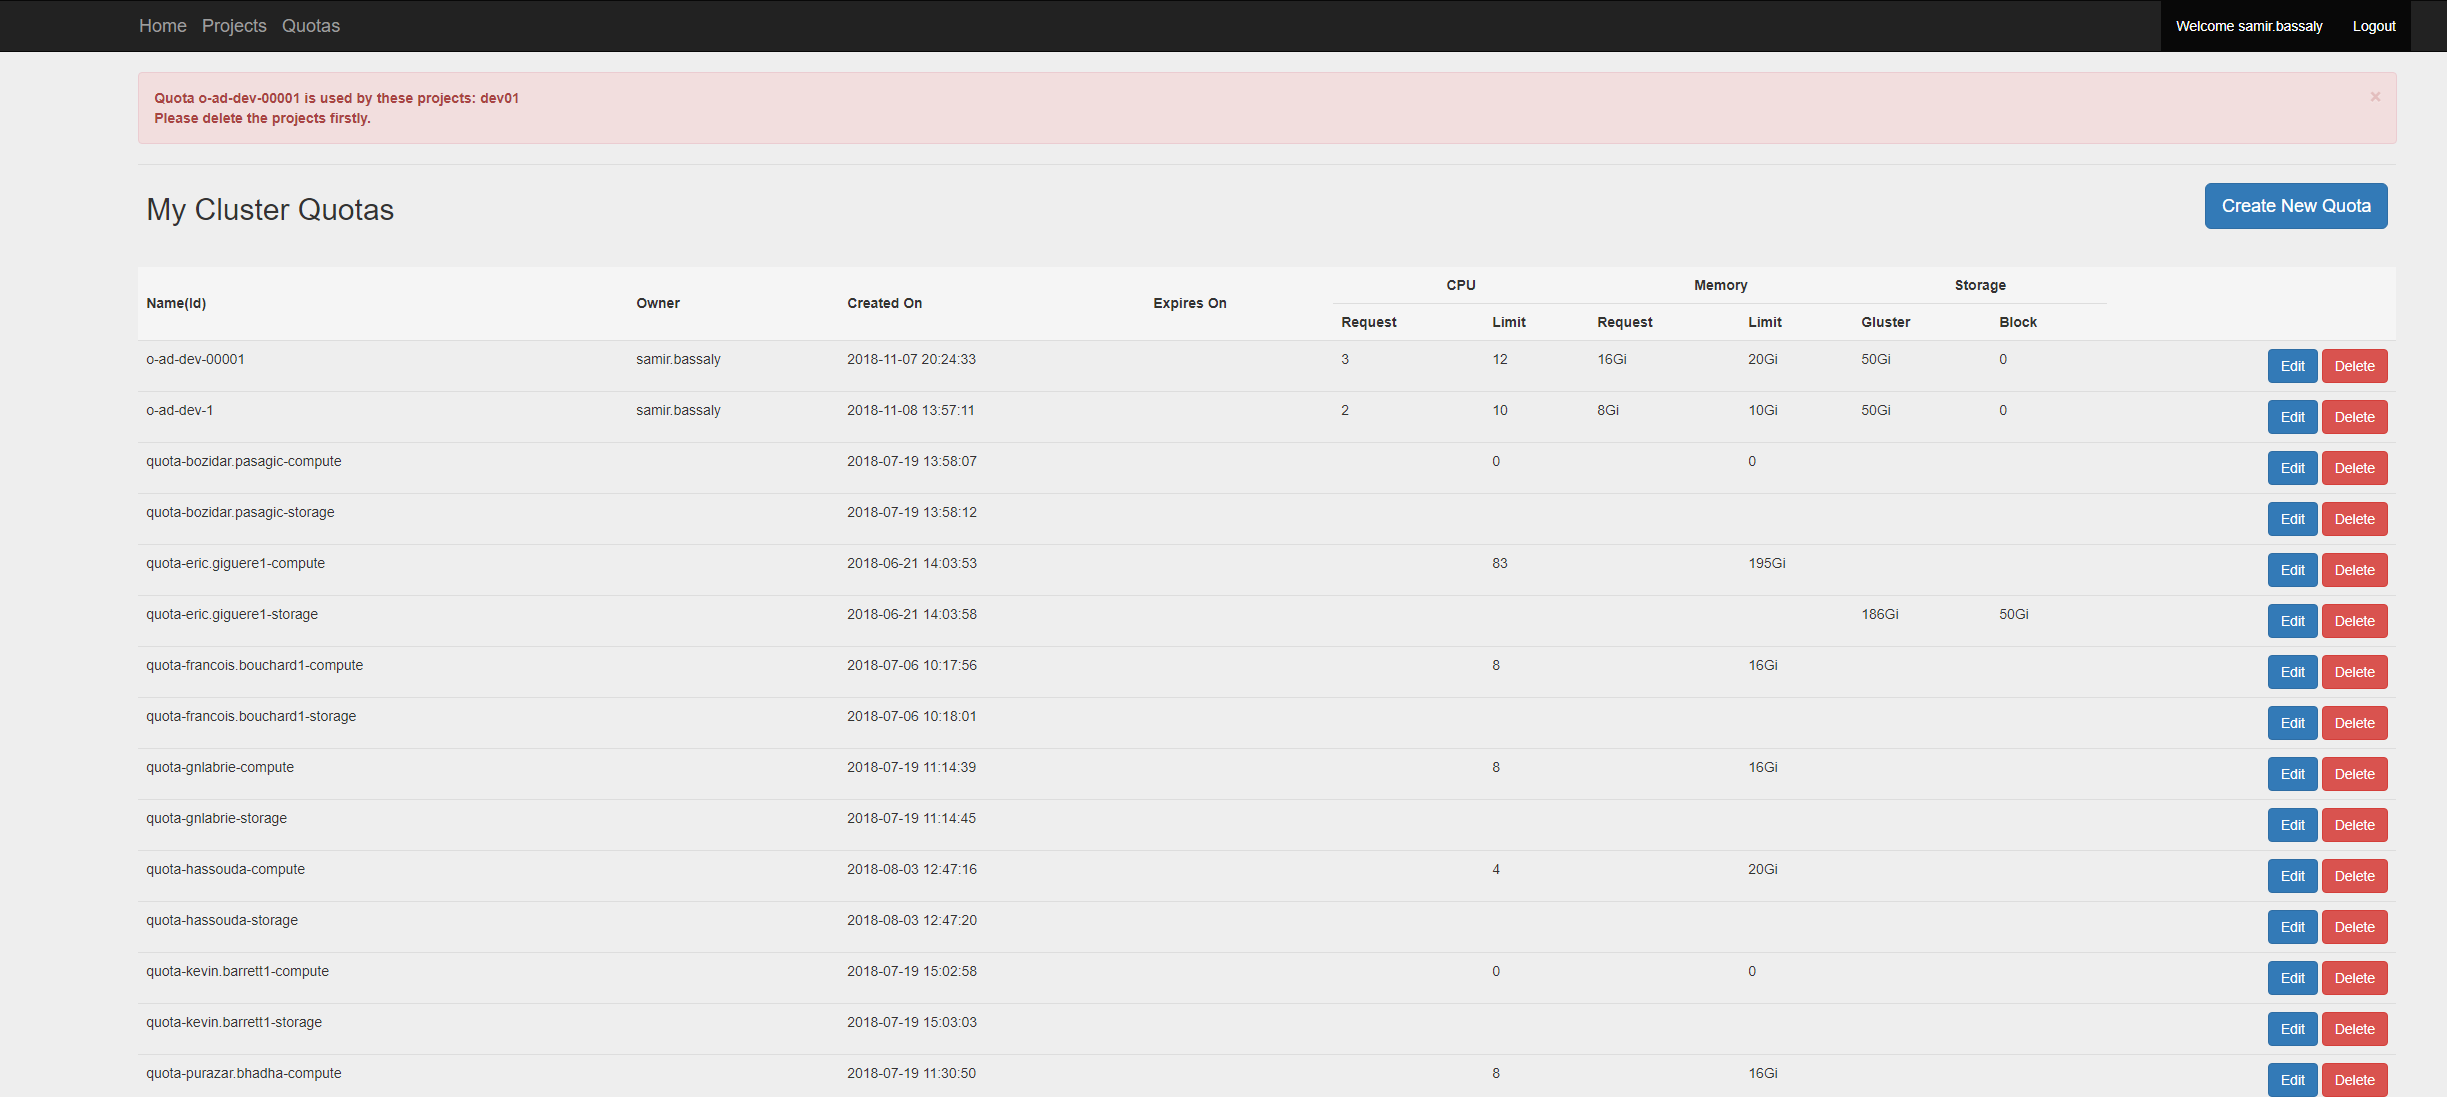 Home Projects Quotas Welcome samir.bassaly Logout
Quota o-ad-dev-00001 is used by these projects: dev01 ×
Please delete the projects firstly.
My Cluster Quotas Create New Quota
CPU Memory Storage
Name(Id) Owner Created On Expires On
Request Limit Request Limit Gluster Block
o-ad-dev-00001 samir.bassaly 2018-11-07 20:24:33 3 12 16Gi 20Gi 50Gi 0 Edit Delete
o-ad-dev-1 samir.bassaly 2018-11-08 13:57:11 2 10 8Gi 10Gi 50Gi 0 Edit Delete
quota-bozidar.pasagic-compute 2018-07-19 13:58:07 0 0 Edit Delete
quota-bozidar.pasagic-storage 2018-07-19 13:58:12 Edit Delete
quota-eric.giguere1-compute 2018-06-21 14:03:53 83 195Gi Edit Delete
quota-eric.giguere1-storage 2018-06-21 14:03:58 186Gi 50Gi Edit Delete
quota-francois.bouchard1-compute 2018-07-06 10:17:56 8 16Gi Edit Delete
quota-francois.bouchard1-storage 2018-07-06 10:18:01 Edit Delete
quota-gnlabrie-compute 2018-07-19 11:14:39 8 16Gi Edit Delete
quota-gnlabrie-storage 2018-07-19 11:14:45 Edit Delete
quota-hassouda-compute 2018-08-03 12:47:16 4 20Gi Edit Delete
quota-hassouda-storage 2018-08-03 12:47:20 Edit Delete
quota-kevin.barrett1-compute 2018-07-19 15:02:58 0 0 Edit Delete
quota-kevin.barrett1-storage 2018-07-19 15:03:03 Edit Delete
quota-purazar.bhadha-compute 2018-07-19 11:30:50 8 16Gi Edit Delete